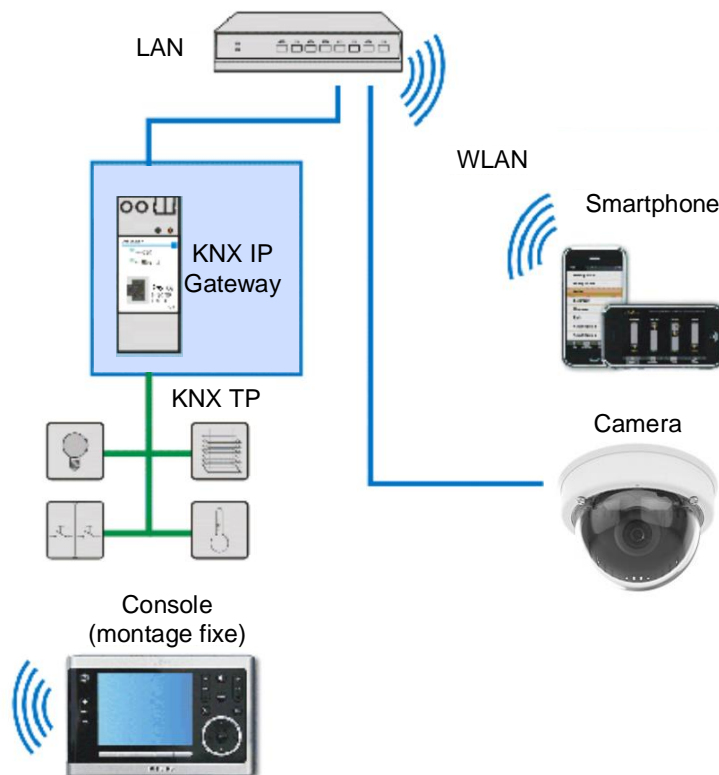 LAN
WLAN
Smartphone
KNX IP
Gateway
KNX TP
Camera
Console
(montage fixe)